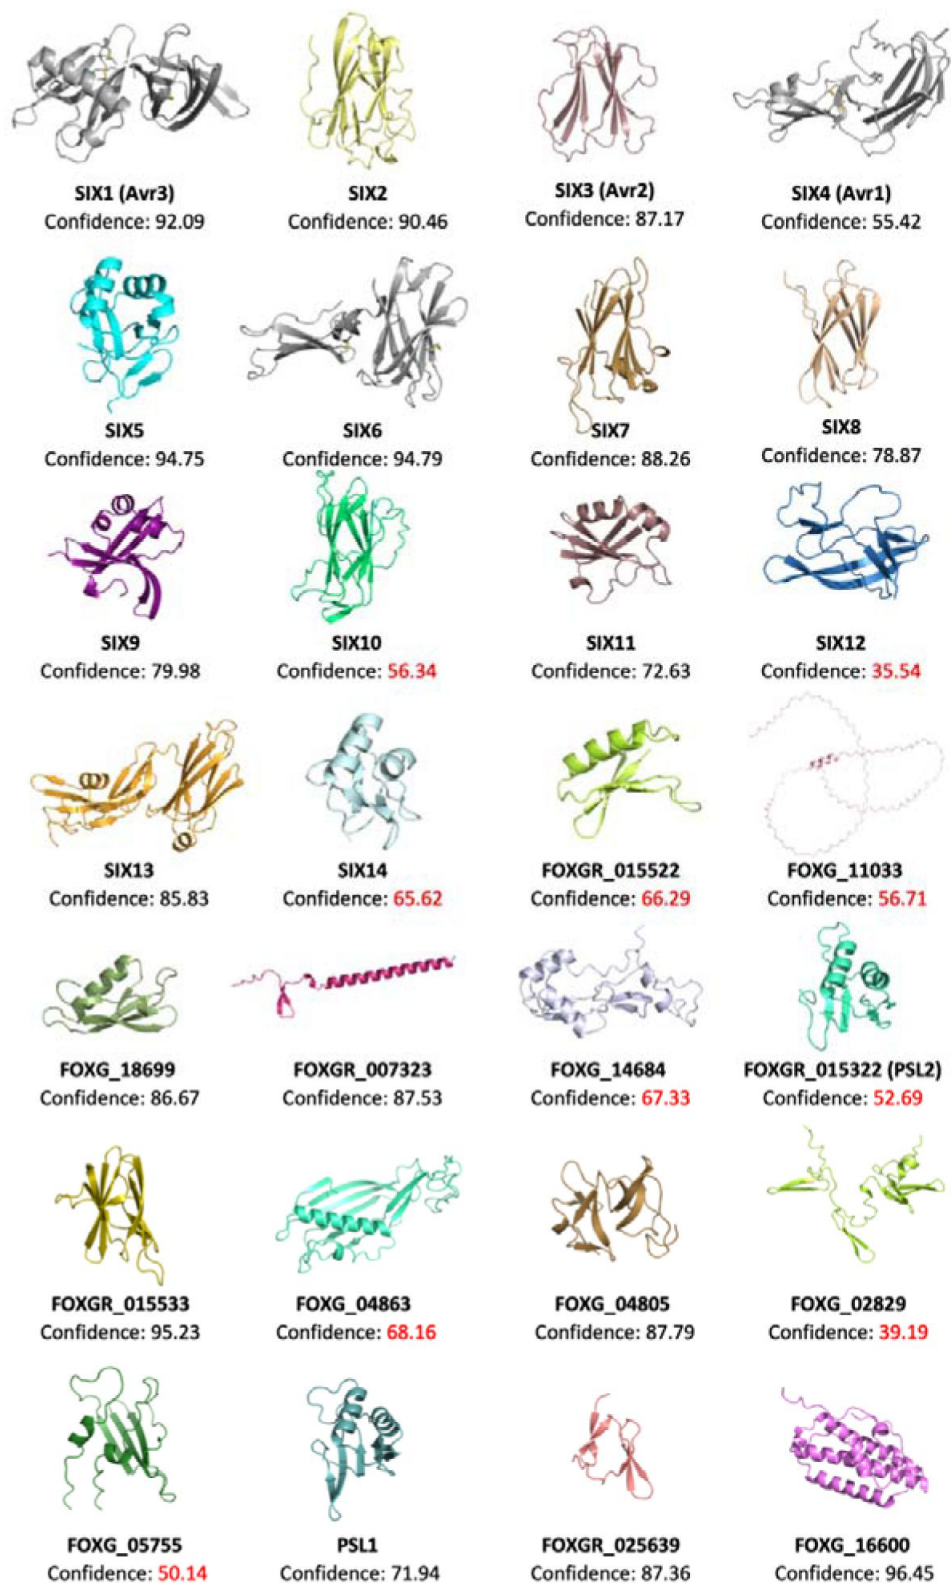 SIX1 (Avr3)
Confidence: 92.09
SIX2
Confidence: 90.46
SIX3 (Avr2)
Confidence: 87.17
SIX4 (Avr1)
Confidence: 55.42
SIX5
Confidence: 94.75
SIX6
Confidence: 94.79
SIX7
Confidence: 88.26
SIX8
Confidence: 78.87
SIX9
Confidence: 79.98
SIX10
Confidence: 56.34
SIX11
Confidence: 72.63
SIX12
Confidence: 35.54
SIX13
Confidence: 85.83
SIX14
Confidence: 65.62
FOXGR_015522
Confidence: 66.29
FOXG_11033
Confidence: 56.71
FOXG_18699
Confidence: 86.67
FOXGR_007323
Confidence: 87.53
FOXG_14684
Confidence: 67.33
FOXGR_015322 (PSL2)
Confidence: 52.69
FOXGR_015533
Confidence: 95.23
FOXG_04863
Confidence: 68.16
FOXG_04805
Confidence: 87.79
FOXG_02829
Confidence: 39.19
FOXG_05755
Confidence: 50.14
PSL1
Confidence: 71.94
FOXGR_025639
Confidence: 87.36
FOXG_16600
Confidence: 96.45